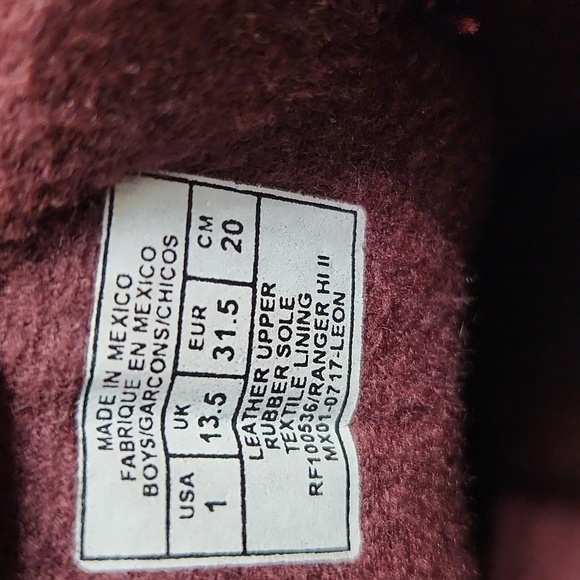 MADE IN MEXICO
FABRIQUE EN MEXICO
BOYS/GARCONS/CHICOS
USA UK EUR CM
1 13.5 31.5 20
LEATHER UPPER
RUBBER SOLE
TEXTILE LINING
RF100536/RANGER HI II
MX01-0717-LEON